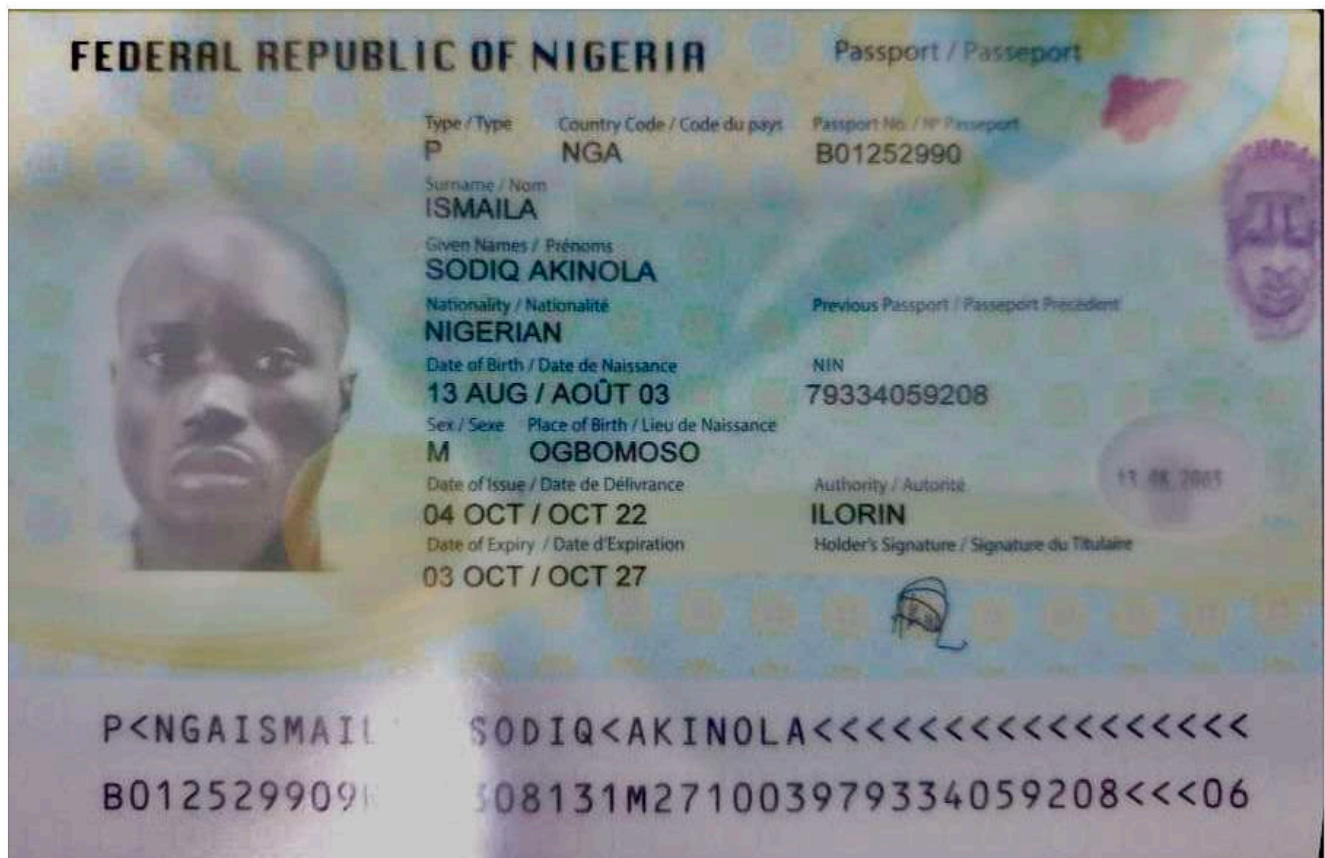 FEDERAL REPUBLIC OF NIGERIA Passport / Passeport
Type / Type Country Code / Code du pays Passport No. / Nº Passeport
P NGA B01252990
Surname / Nom
ISMAILA
Given Names / Prénoms
SODIQ AKINOLA
Nationality / Nationalité Previous Passport / Passeport Précédent
NIGERIAN
Date of Birth / Date de Naissance NIN
13 AUG / AOÛT 03 79334059208
Sex / Sexe Place of Birth / Lieu de Naissance
M OGBOMOSO
Date of Issue / Date de Délivrance Authority / Autorité
04 OCT / OCT 22 ILORIN
Date of Expiry / Date d'Expiration Holder's Signature / Signature du Titulaire
03 OCT / OCT 27
P<NGAISMAIL SODIQ<AKINOLA<<<<<<<<<<<<<<<<<<<
B012529909 08131M271003979334059208<<<06